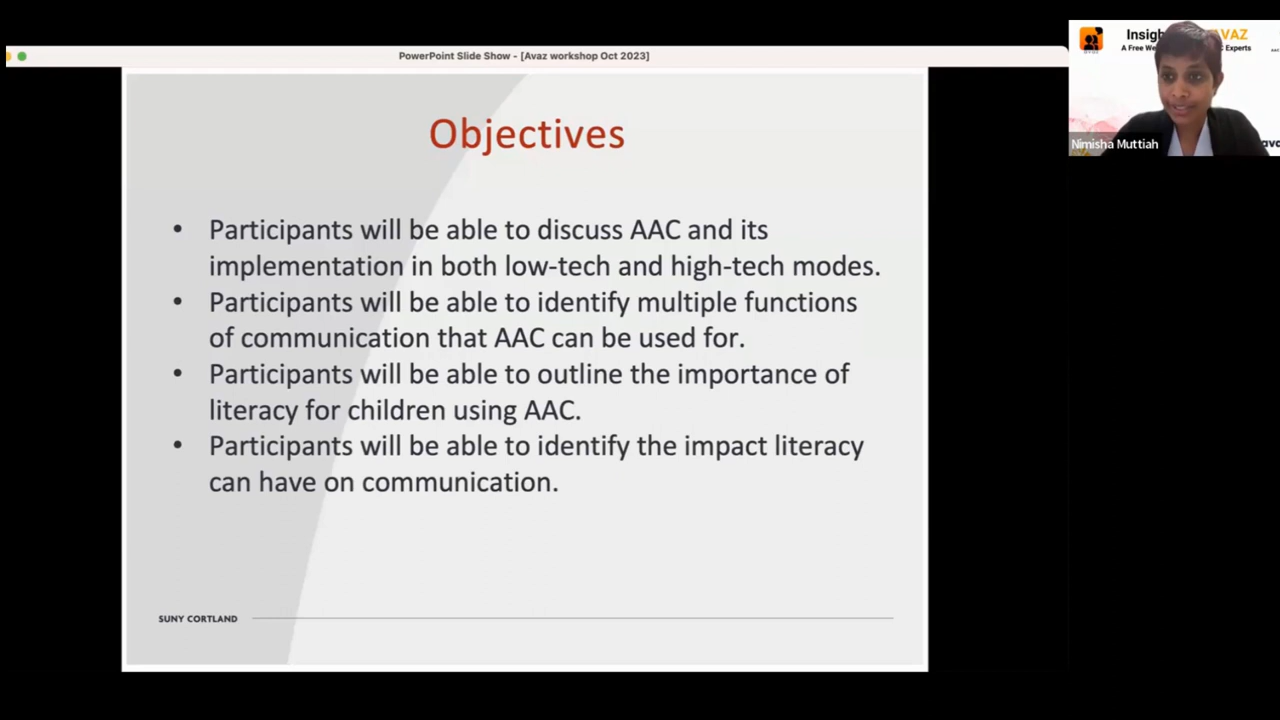 PowerPoint Slide Show - [Avaz workshop Oct 2023]
Objectives
• Participants will be able to discuss AAC and its
implementation in both low-tech and high-tech modes.
• Participants will be able to identify multiple functions
of communication that AAC can be used for.
• Participants will be able to outline the importance of
literacy for children using AAC.
• Participants will be able to identify the impact literacy
can have on communication.
SUNY CORTLAND
AVAZ
A Free Experts
Nimisha Muttiah